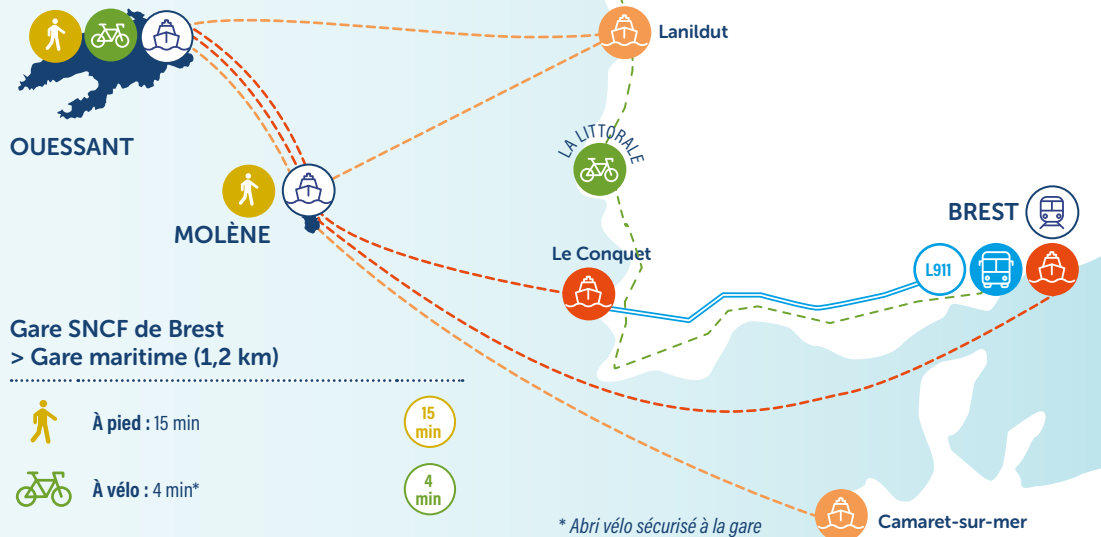 Lanildut
OUESSANT
LA LITTORALE
MOLÈNE
BREST
Le Conquet
L911
Gare SNCF de Brest
> Gare maritime (1,2 km)
À pied : 15 min
15
min
À vélo : 4 min*
4
min
* Abri vélo sécurisé à la gare
Camaret-sur-mer